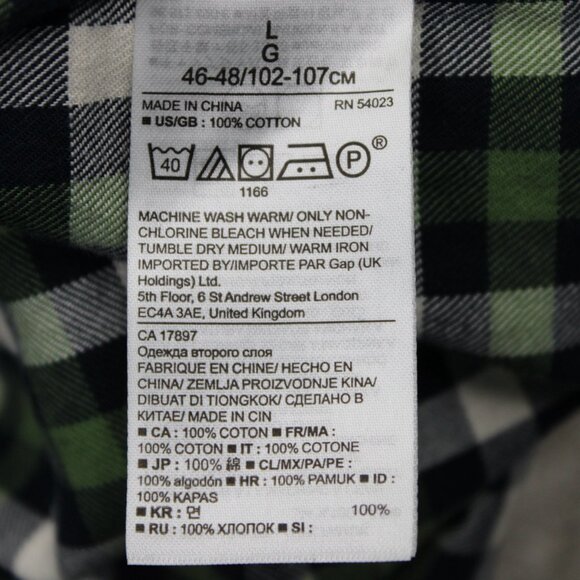 L
G
46-48/102-107CM
MADE IN CHINA RN 54023
■ US/GB : 100% COTTON
40 P ®
1166
MACHINE WASH WARM/ ONLY NON-
CHLORINE BLEACH WHEN NEEDED/
TUMBLE DRY MEDIUM/ WARM IRON
IMPORTED BY/IMPORTE PAR Gap (UK
Holdings) Ltd.
5th Floor, 6 St Andrew Street London
EC4A 3AE, United Kingdom
CA 17897
Одежда второго слоя
FABRIQUE EN CHINE/ HECHO EN
CHINA/ ZEMLJA PROIZVODNJE KINA/
DIBUAT DI TIONGKOK/ СДЕЛАНО В
КИТАЕ/ MADE IN CIN
■ CA : 100% COTON ■ FR/MA :
100% COTON ■ IT : 100% COTONE
■ JP : 100% 綿 ■ CL/MX/PA/PE :
100% algodón ■ HR : 100% PAMUK ■ ID :
100% KAPAS
■ KR : 면 100%
■ RU : 100% ХЛОПОК ■ SI :